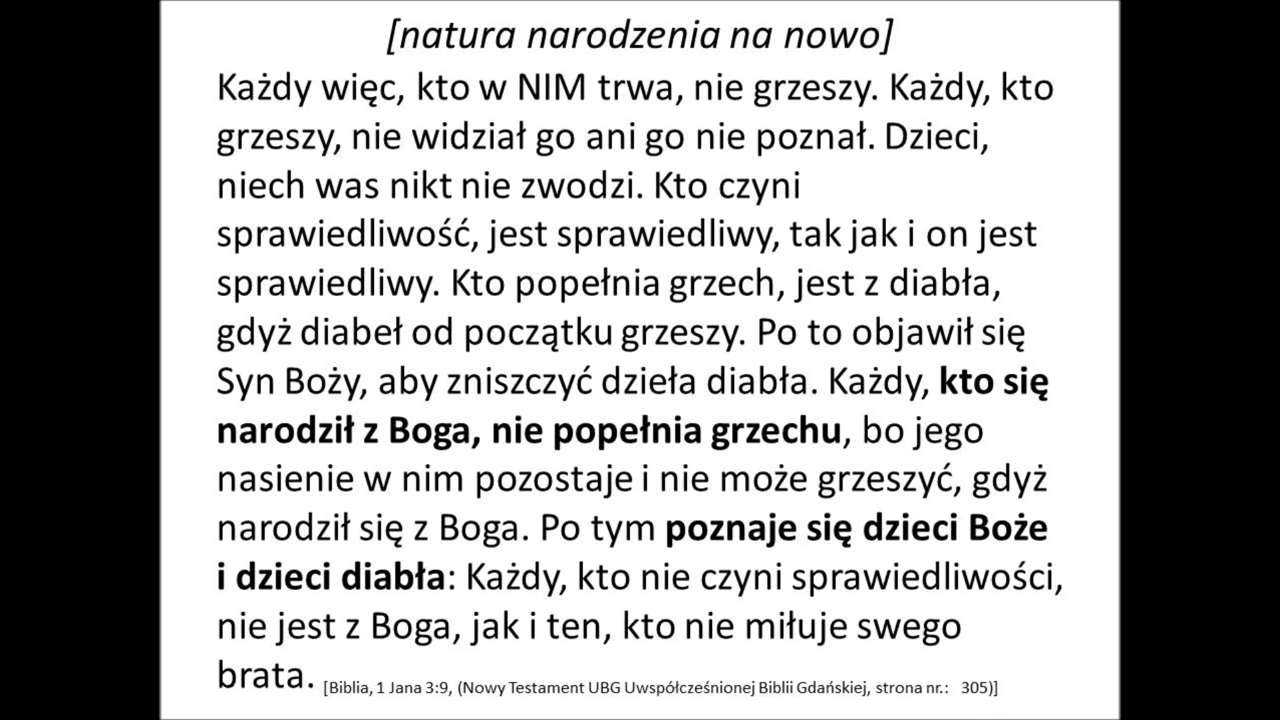 [natura narodzenia na nowo]
Każdy więc, kto w NIM trwa, nie grzeszy. Każdy, kto
grzeszy, nie widział go ani go nie poznał. Dzieci,
niech was nikt nie zwodzi. Kto czyni
sprawiedliwość, jest sprawiedliwy, tak jak i on jest
sprawiedliwy. Kto popełnia grzech, jest z diabła,
gdyż diabeł od początku grzeszy. Po to objawił się
Syn Boży, aby zniszczyć dzieła diabła. Każdy, kto się
narodził z Boga, nie popełnia grzechu, bo jego
nasienie w nim pozostaje i nie może grzeszyć, gdyż
narodził się z Boga. Po tym poznaje się dzieci Boże
i dzieci diabła: Każdy, kto nie czyni sprawiedliwości,
nie jest z Boga, jak i ten, kto nie miłuje swego
brata. [Biblia, 1 Jana 3:9, (Nowy Testament UBG Uwspółcześnionej Biblii Gdańskiej, strona nr.: 305)]